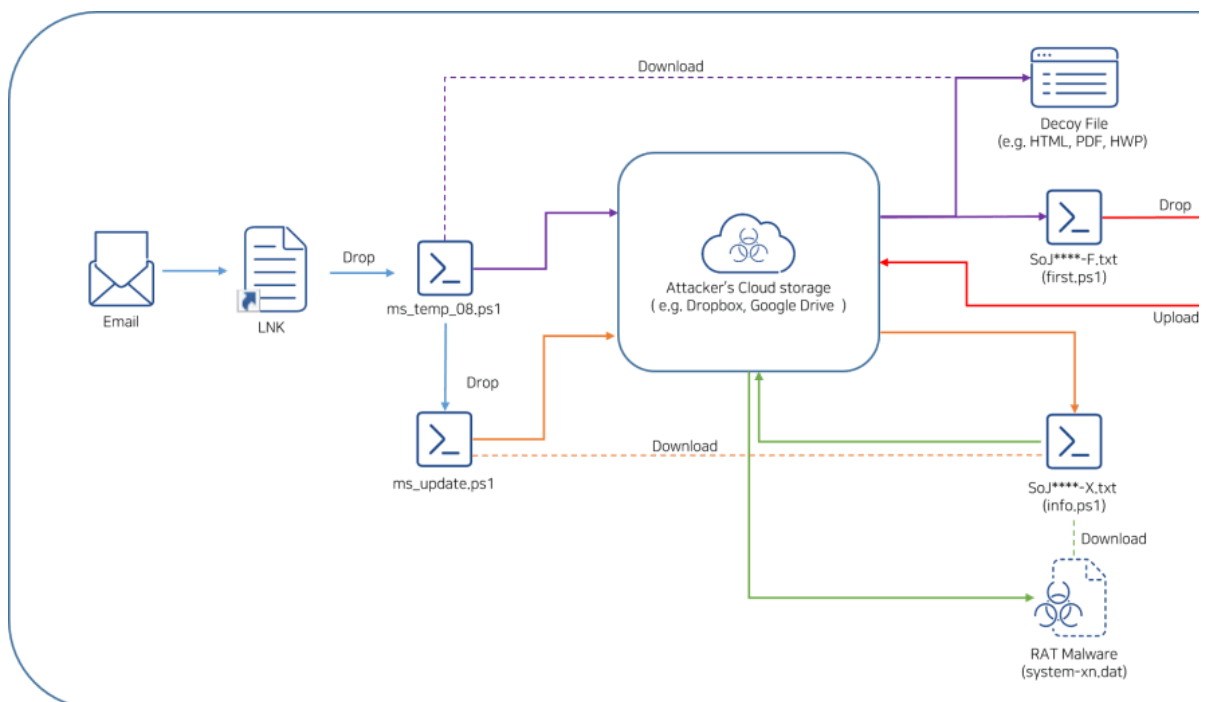 Download
Decoy File
(e.g. HTML, PDF, HWP)
Drop
SoJ****-F.txt
(first.ps1)
Attacker's Cloud storage
( e.g. Dropbox, Google Drive )
Upload
Email
LNK
Drop
ms_temp_08.ps1
Drop
ms_update.ps1
Download
SoJ****-X.txt
(info.ps1)
Download
RAT Malware
(system-xn.dat)